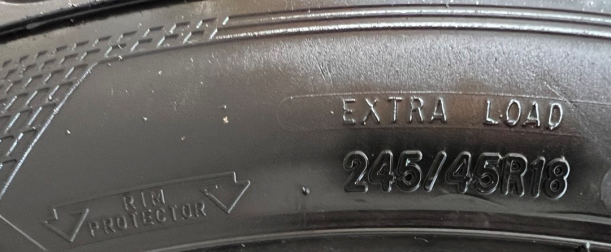 EXTRA LOAD
245/45R18
RIM
PROTECTOR